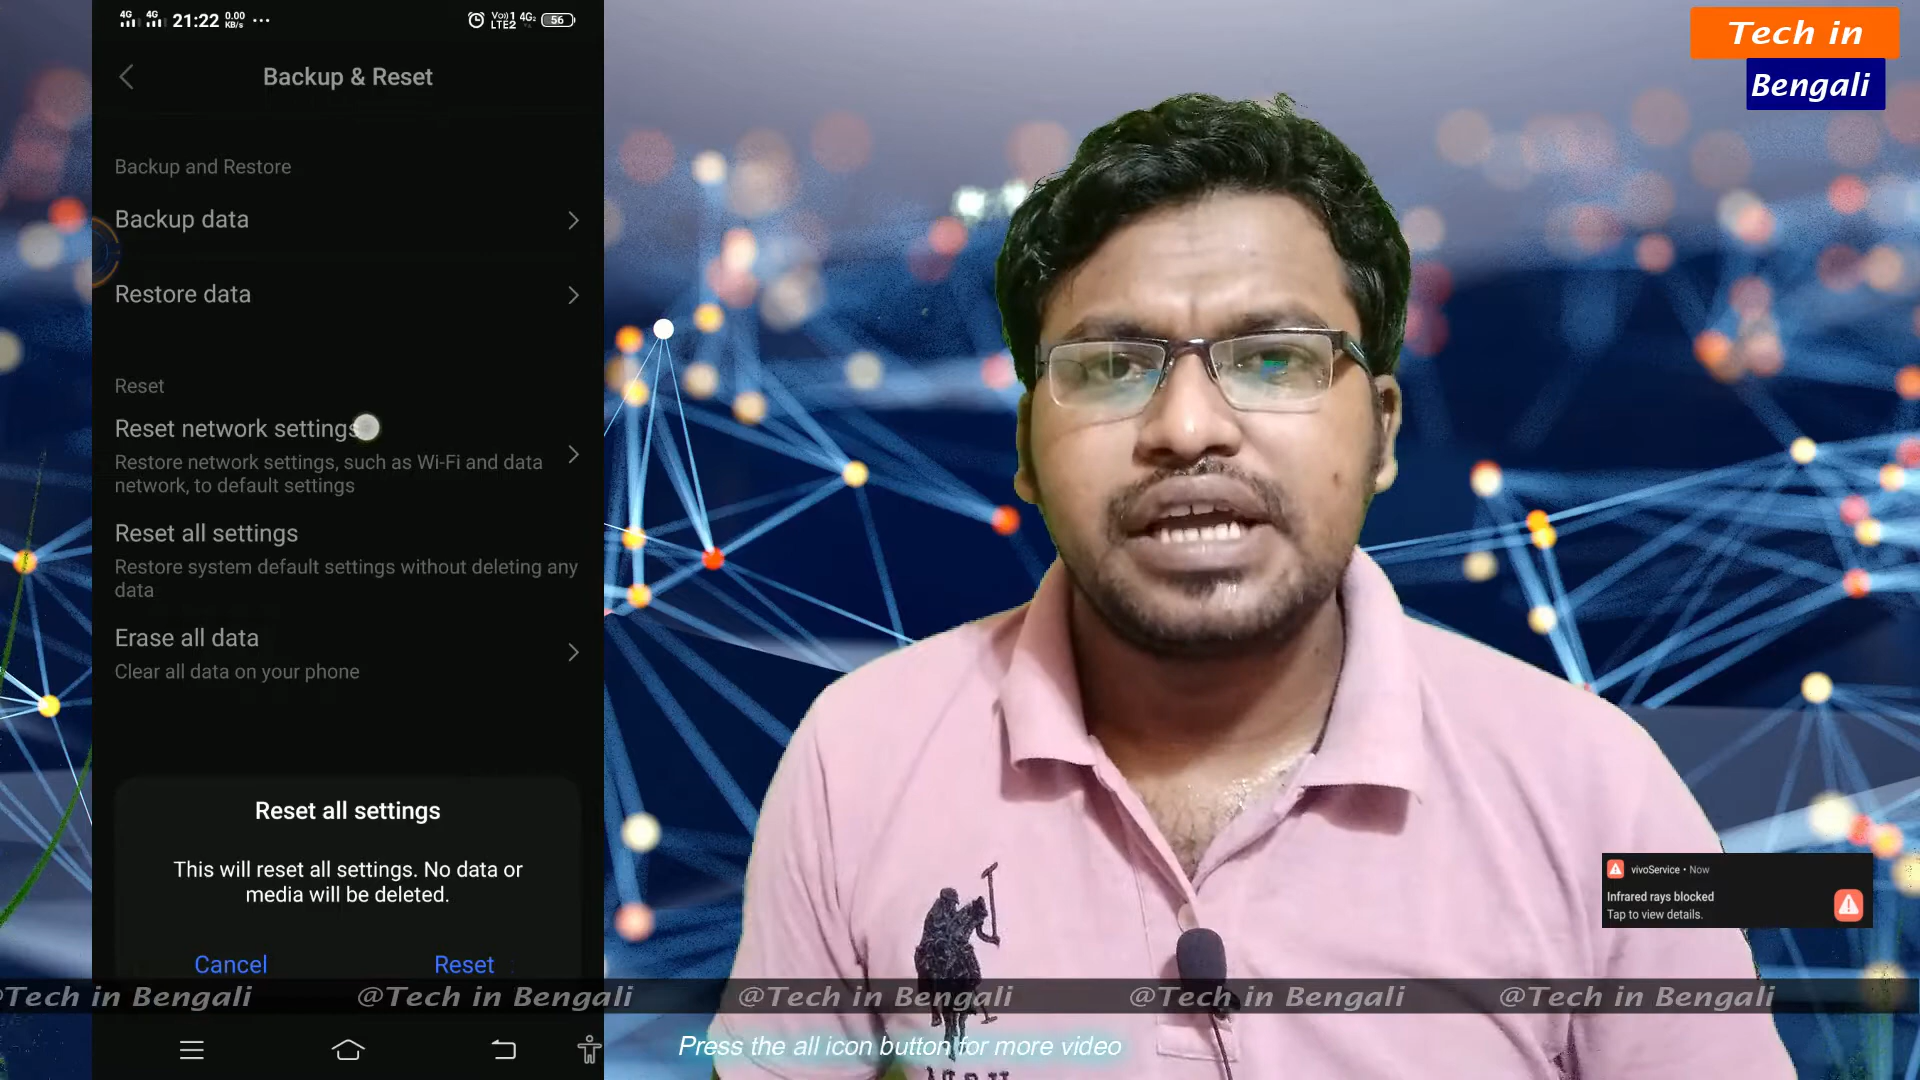 4G 4G 21:22 0.00 KB/s ...
Vo)) 1 LTE2 4G2 56
Tech in
Bengali
Backup & Reset
Backup and Restore
Backup data
Restore data
Reset
Reset network settings
Restore network settings, such as Wi-Fi and data
network, to default settings
Reset all settings
Restore system default settings without deleting any
data
Erase all data
Clear all data on your phone
Reset all settings
This will reset all settings. No data or
media will be deleted.
Cancel
Reset
vivoService • Now
Infrared rays blocked
Tap to view details.
@Tech in Bengali @Tech in Bengali @Tech in Bengali @Tech in Bengali @Tech in Bengali
Press the all icon button for more video